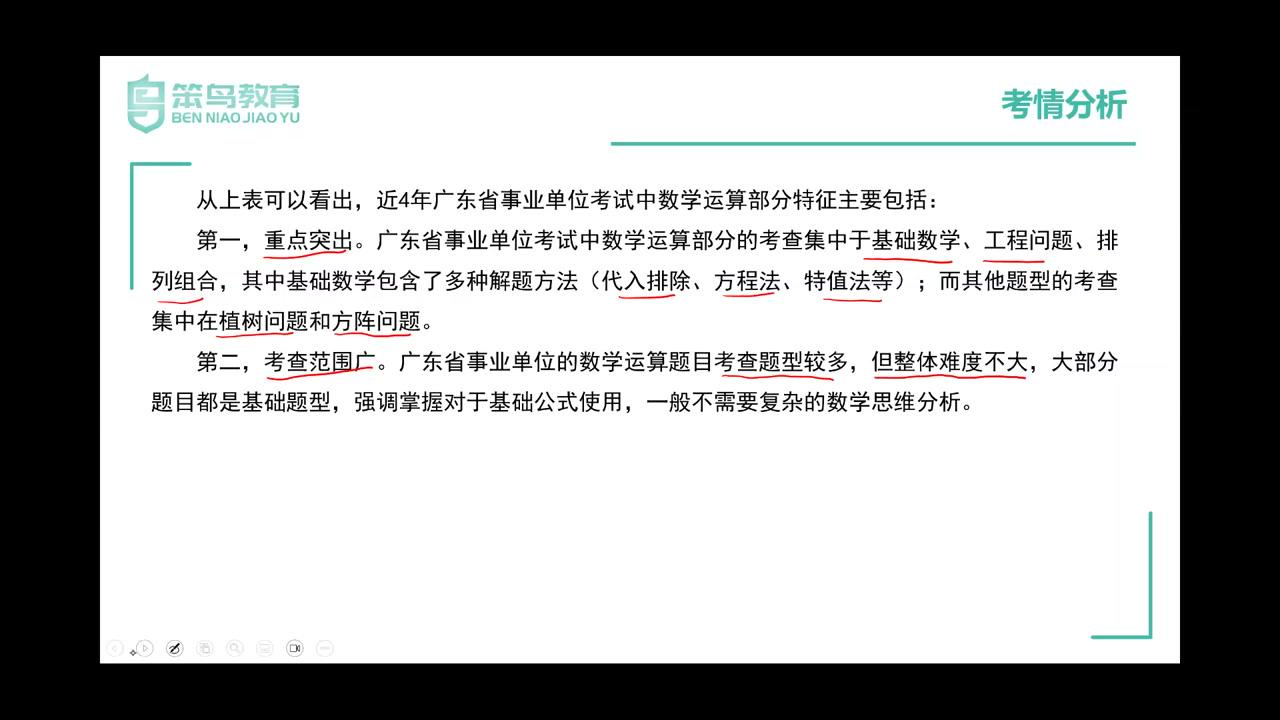 笨鸟教育
BEN NIAO JIAO YU
考情分析
从上表可以看出，近4年广东省事业单位考试中数学运算部分特征主要包括：
第一，重点突出。广东省事业单位考试中数学运算部分的考查集中于基础数学、工程问题、排
列组合，其中基础数学包含了多种解题方法（代入排除、方程法、特值法等）；而其他题型的考查
集中在植树问题和方阵问题。
第二，考查范围广。广东省事业单位的数学运算题目考查题型较多，但整体难度不大，大部分
题目都是基础题型，强调掌握对于基础公式使用，一般不需要复杂的数学思维分析。